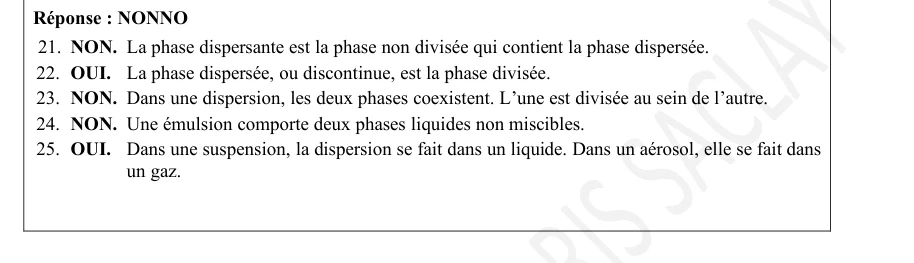 Réponse : NONNO
21. NON. La phase dispersante est la phase non divisée qui contient la phase dispersée.
22. OUI. La phase dispersée, ou discontinue, est la phase divisée.
23. NON. Dans une dispersion, les deux phases coexistent. L'une est divisée au sein de l'autre.
24. NON. Une émulsion comporte deux phases liquides non miscibles.
25. OUI. Dans une suspension, la dispersion se fait dans un liquide. Dans un aérosol, elle se fait dans
un gaz.
RIS SACLAY